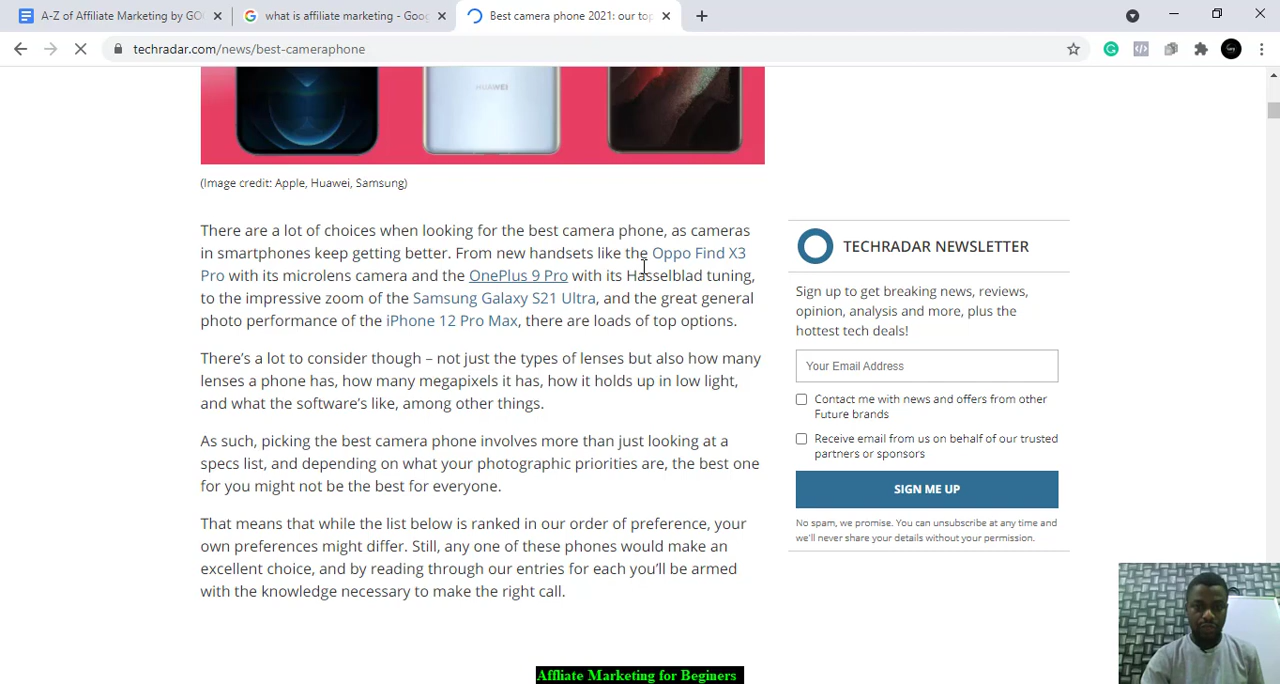 A-Z of Affiliate Marketing by GO
what is affiliate marketing - Goog
Best camera phone 2021: our top
techradar.com/news/best-cameraphone
HUAWEI
(Image credit: Apple, Huawei, Samsung)
There are a lot of choices when looking for the best camera phone, as cameras
in smartphones keep getting better. From new handsets like the Oppo Find X3
Pro with its microlens camera and the OnePlus 9 Pro with its Hasselblad tuning,
to the impressive zoom of the Samsung Galaxy S21 Ultra, and the great general
photo performance of the iPhone 12 Pro Max, there are loads of top options.
There's a lot to consider though – not just the types of lenses but also how many
lenses a phone has, how many megapixels it has, how it holds up in low light,
and what the software's like, among other things.
As such, picking the best camera phone involves more than just looking at a
specs list, and depending on what your photographic priorities are, the best one
for you might not be the best for everyone.
That means that while the list below is ranked in our order of preference, your
own preferences might differ. Still, any one of these phones would make an
excellent choice, and by reading through our entries for each you'll be armed
with the knowledge necessary to make the right call.
TECHRADAR NEWSLETTER
Sign up to get breaking news, reviews,
opinion, analysis and more, plus the
hottest tech deals!
Your Email Address
Contact me with news and offers from other
Future brands
Receive email from us on behalf of our trusted
partners or sponsors
SIGN ME UP
No spam, we promise. You can unsubscribe at any time and
we'll never share your details without your permission.
Affliate Marketing for Beginers